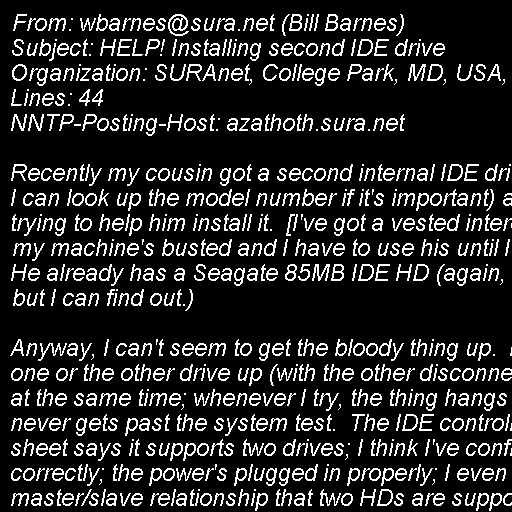 From: wbarnes@sura.net (Bill Barnes)
Subject: HELP! Installing second IDE drive
Organization: SURAnet, College Park, MD, USA,
Lines: 44
NNTP-Posting-Host: azathoth.sura.net

Recently my cousin got a second internal IDE dri
I can look up the model number if it's important) a
trying to help him install it.  [I've got a vested inter
my machine's busted and I have to use his until I
He already has a Seagate 85MB IDE HD (again,
but I can find out.)

Anyway, I can't seem to get the bloody thing up.
one or the other drive up (with the other disconne
at the same time; whenever I try, the thing hangs
never gets past the system test.  The IDE control
sheet says it supports two drives; I think I've conf
correctly; the power's plugged in properly; I even
master/slave relationship that two HDs are suppo